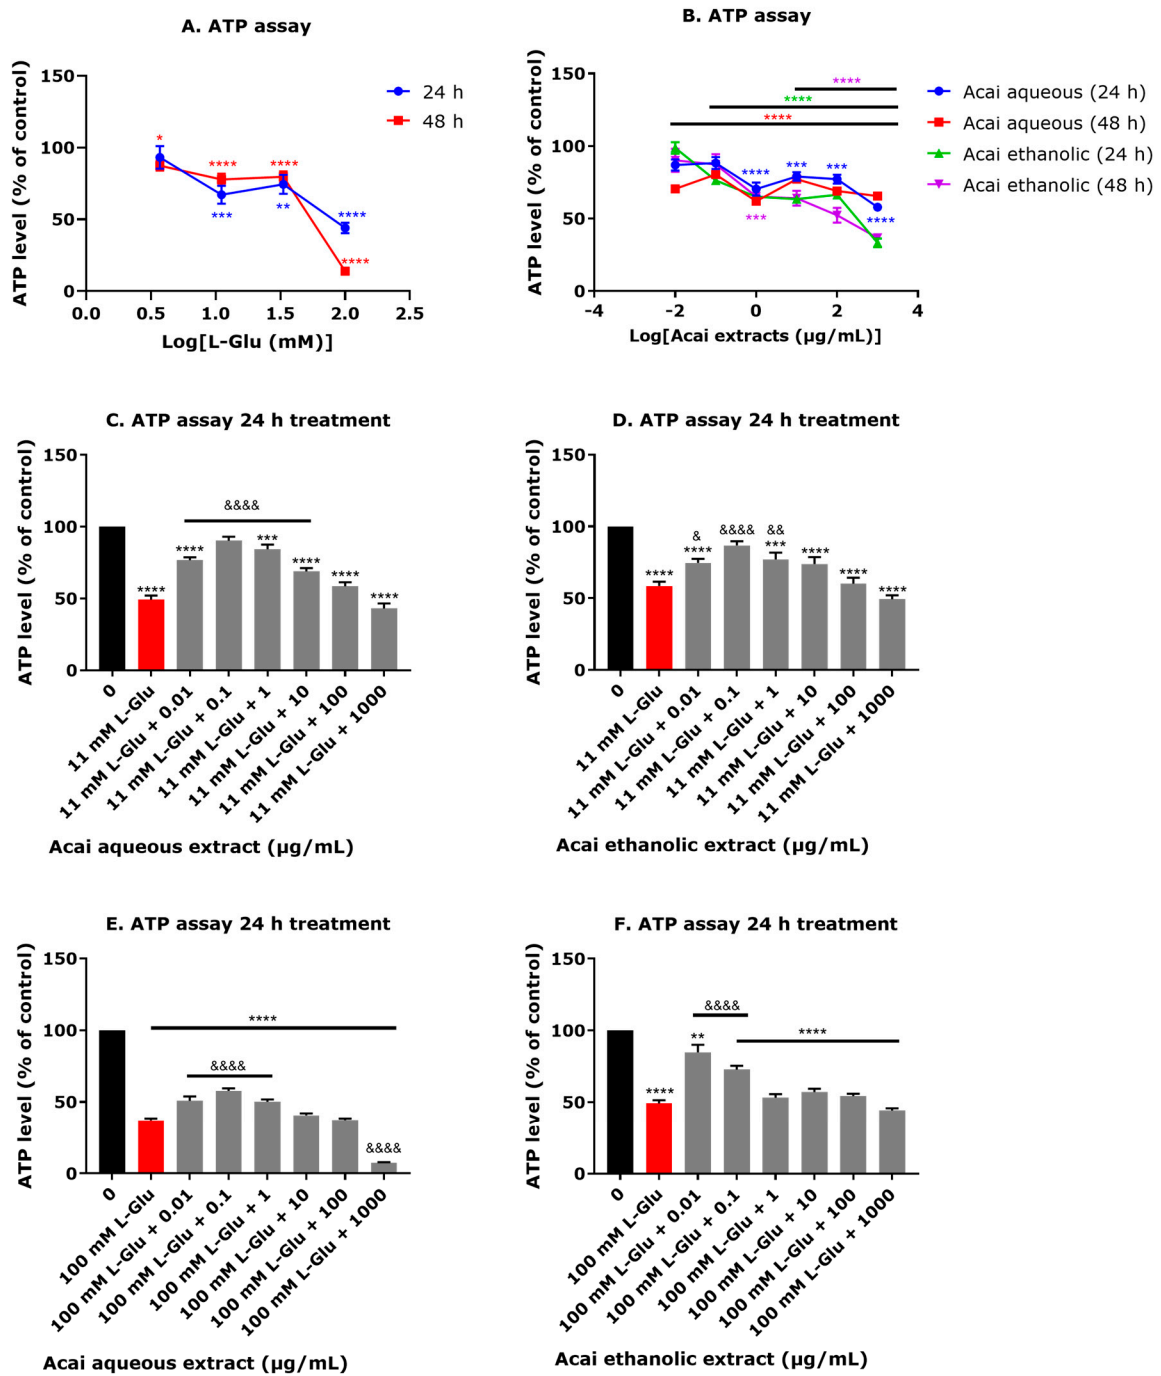 A. ATP assay
ATP level (% of control)
150
100
50
0
0.0
0.5
1.0
1.5
2.0
2.5
Log[L-Glu (mM)]
24 h
48 h
*
****
****
***
**
****
****
B. ATP assay
ATP level (% of control)
150
100
50
0
-4
-2
0
2
4
Log[Acai extracts (µg/mL)]
****
****
****
****
***
***
***
****
Acai aqueous (24 h)
Acai aqueous (48 h)
Acai ethanolic (24 h)
Acai ethanolic (48 h)
C. ATP assay 24 h treatment
ATP level (% of control)
150
100
50
0
&&&&
****
****
***
****
****
****
0
11 mM L-Glu
11 mM L-Glu + 0.01
11 mM L-Glu + 0.1
11 mM L-Glu + 1
11 mM L-Glu + 10
11 mM L-Glu + 100
11 mM L-Glu + 1000
Acai aqueous extract (µg/mL)
D. ATP assay 24 h treatment
ATP level (% of control)
150
100
50
0
&
&&&&
&&
****
****
***
****
****
****
0
11 mM L-Glu
11 mM L-Glu + 0.01
11 mM L-Glu + 0.1
11 mM L-Glu + 1
11 mM L-Glu + 10
11 mM L-Glu + 100
11 mM L-Glu + 1000
Acai ethanolic extract (µg/mL)
E. ATP assay 24 h treatment
ATP level (% of control)
150
100
50
0
****
&&&&
&&&&
0
100 mM L-Glu
100 mM L-Glu + 0.01
100 mM L-Glu + 0.1
100 mM L-Glu + 1
100 mM L-Glu + 10
100 mM L-Glu + 100
100 mM L-Glu + 1000
Acai aqueous extract (µg/mL)
F. ATP assay 24 h treatment
ATP level (% of control)
150
100
50
0
&&&&
**
****
****
0
100 mM L-Glu
100 mM L-Glu + 0.01
100 mM L-Glu + 0.1
100 mM L-Glu + 1
100 mM L-Glu + 10
100 mM L-Glu + 100
100 mM L-Glu + 1000
Acai ethanolic extract (µg/mL)